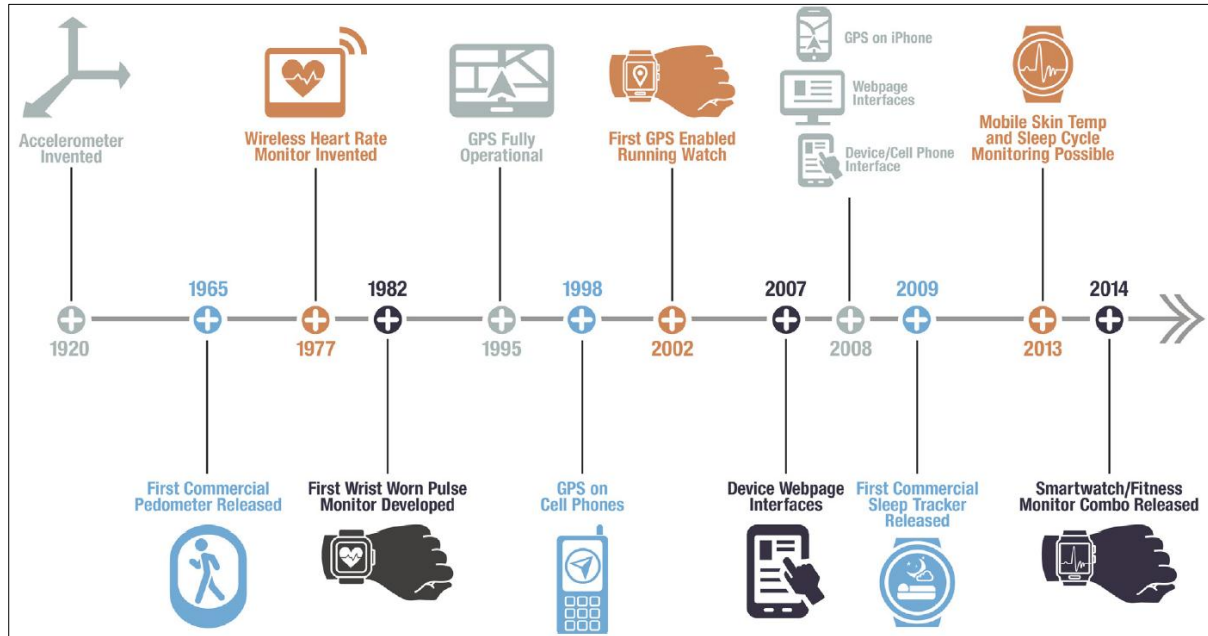 GPS on iPhone
Webpage
Interfaces
Device/Cell Phone
Interface
Accelerometer
Invented
Wireless Heart Rate
Monitor Invented
GPS Fully
Operational
First GPS Enabled
Running Watch
Mobile Skin Temp
and Sleep Cycle
Monitoring Possible
1965
1982
1998
2007
2009
2014
1920
1977
1995
2002
2008
2013
First Commercial
Pedometer Released
First Wrist Worn Pulse
Monitor Developed
GPS on
Cell Phones
Device Webpage
Interfaces
First Commercial
Sleep Tracker
Released
Smartwatch/Fitness
Monitor Combo Released